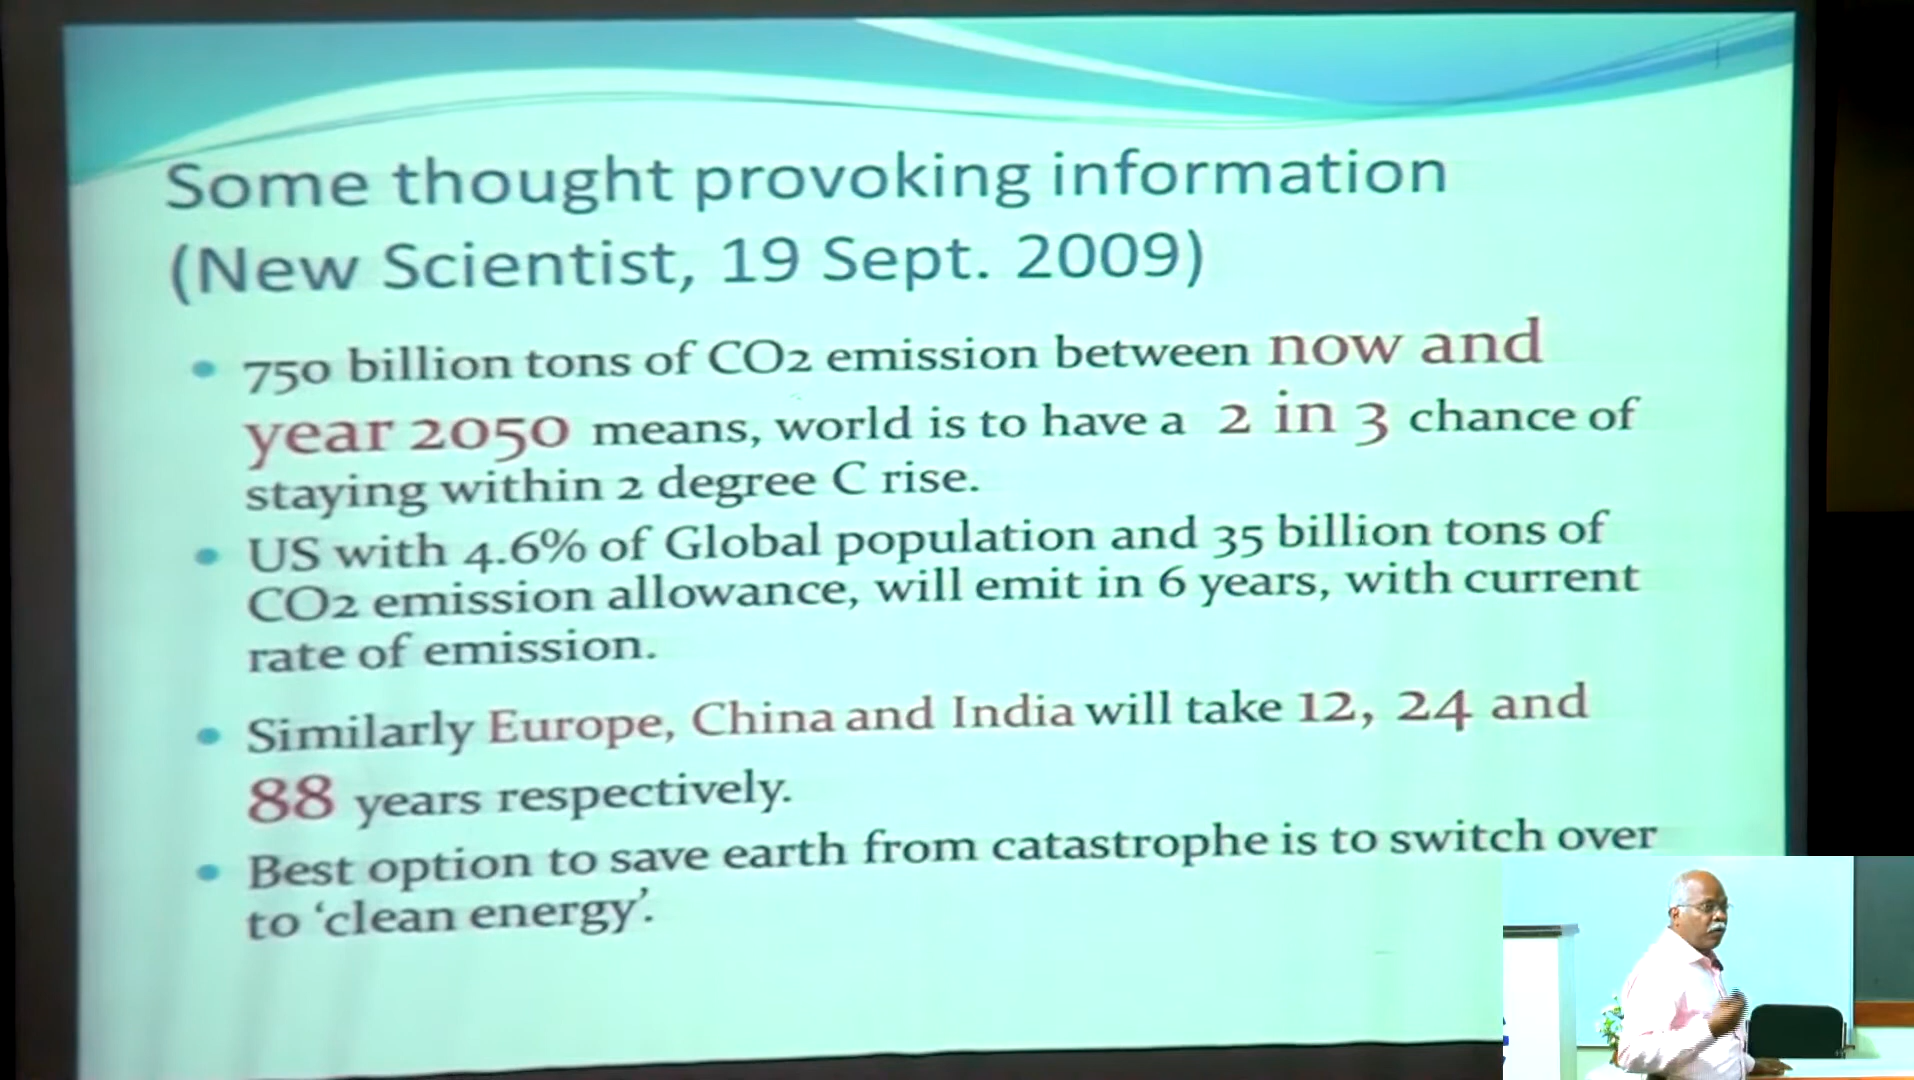 Some thought provoking information
(New Scientist, 19 Sept. 2009)
• 750 billion tons of CO2 emission between now and
year 2050 means, world is to have a 2 in 3 chance of
staying within 2 degree C rise.
• US with 4.6% of Global population and 35 billion tons of
CO2 emission allowance, will emit in 6 years, with current
rate of emission.
• Similarly Europe, China and India will take 12, 24 and
88 years respectively.
• Best option to save earth from catastrophe is to switch over
to ‘clean energy’.